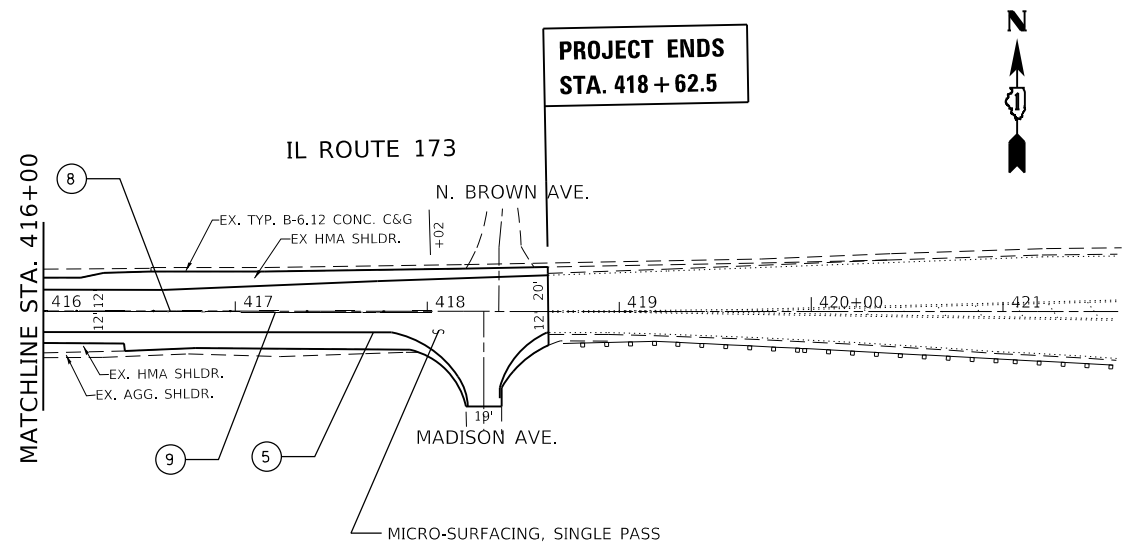 PROJECT ENDS
STA. 418 + 62.5
N
1
IL ROUTE 173
MATCHLINE STA. 416+00
8
N. BROWN AVE.
EX. TYP. B-6.12 CONC. C&G
EX HMA SHLDR.
+02
416
417
418
419
420+00
421
12'
12'
20'
12'
EX. HMA SHLDR.
EX. AGG. SHLDR.
19'
MADISON AVE.
9
5
MICRO-SURFACING, SINGLE PASS